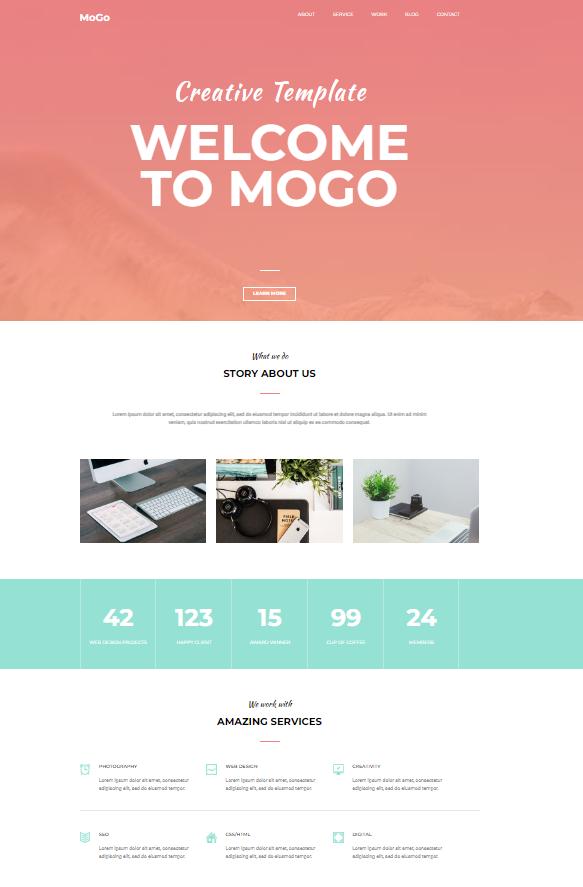 MoGo
ABOUT SERVICE WORK BLOG CONTACT
Creative Template
WELCOME
TO MOGO
LEARN MORE
What we do
STORY ABOUT US
Lorem ipsum dolor sit amet, consectetur adipiscing elit, sed do eiusmod tempor incididunt ut labore et dolore magna aliqua. Ut enim ad minim
veniam, quis nostrud exercitation ullamco laboris nisi ut aliquip ex ea commodo consequat.
FIELD
NOTES
42 123 15 99 24
WEB DESIGN PROJECTS HAPPY CLIENT AWARD WINNER CUP OF COFFEE MEMBERS
We work with
AMAZING SERVICES
PHOTOGRAPHY
Lorem ipsum dolor sit amet, consectetur
adipiscing elit, sed do eiusmod tempor.
WEB DESIGN
Lorem ipsum dolor sit amet, consectetur
adipiscing elit, sed do eiusmod tempor.
CREATIVITY
Lorem ipsum dolor sit amet, consectetur
adipiscing elit, sed do eiusmod tempor.
SEO
Lorem ipsum dolor sit amet, consectetur
adipiscing elit, sed do eiusmod tempor.
CSS/HTML
Lorem ipsum dolor sit amet, consectetur
adipiscing elit, sed do eiusmod tempor.
DIGITAL
Lorem ipsum dolor sit amet, consectetur
adipiscing elit, sed do eiusmod tempor.